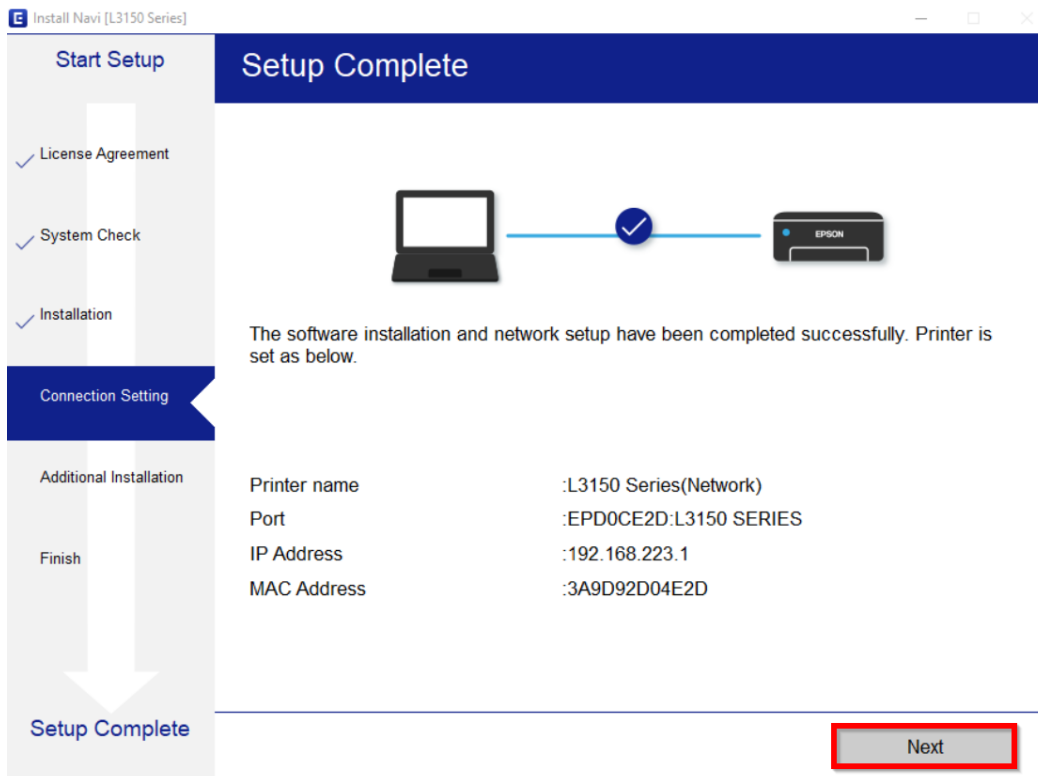 Install Navi [L3150 Series]
Start Setup
License Agreement
System Check
Installation
Connection Setting
Additional Installation
Finish
Setup Complete
Setup Complete
EPSON
The software installation and network setup have been completed successfully. Printer is
set as below.
Printer name :L3150 Series(Network)
Port :EPD0CE2D:L3150 SERIES
IP Address :192.168.223.1
MAC Address :3A9D92D04E2D
Next